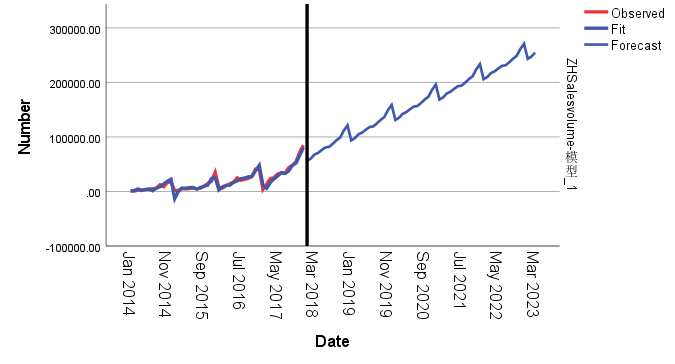 300000.00
200000.00
100000.00
.00
-100000.00
Number
Jan 2014
Nov 2014
Sep 2015
Jul 2016
May 2017
Mar 2018
Jan 2019
Nov 2019
Sep 2020
Jul 2021
May 2022
Mar 2023
Date
Observed
Fit
Forecast
ZHSalesvolume-模型_1